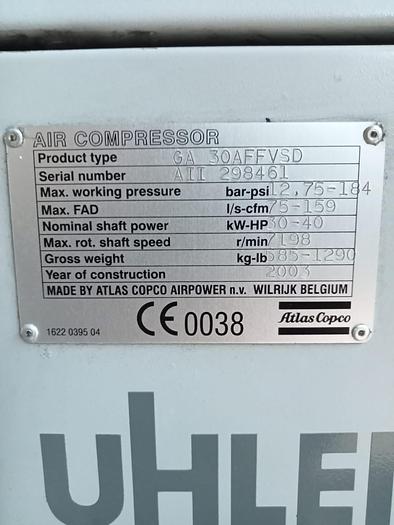 AIR COMPRESSOR
Product type GA 30AFFVSD
Serial number AII 298461
Max. working pressure bar-psi 12,75-184
Max. FAD l/s-cfm 75-159
Nominal shaft power kW-HP 30-40
Max. rot. shaft speed r/min 7198
Gross weight kg-lb 585-1290
Year of construction 2003
MADE BY ATLAS COPCO AIRPOWER n.v. WILRIJK BELGIUM
1622 0395 04 CE 0038 Atlas Copco
UHLE